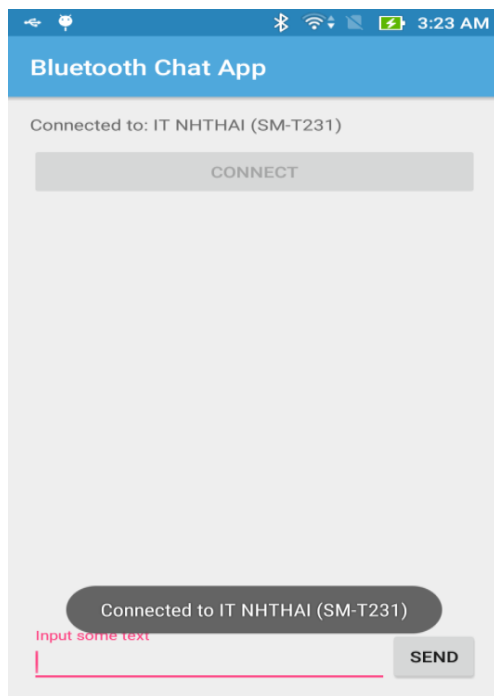 3:23 AM
Bluetooth Chat App
Connected to: IT NHTHAI (SM-T231)
CONNECT
Connected to IT NHTHAI (SM-T231)
Input some text
SEND